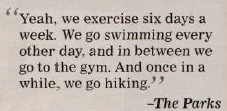 “Yeah, we exercise six days a
week. We go swimming every
other day, and in between we
go to the gym. And once in a
while, we go hiking.”
–The Parks